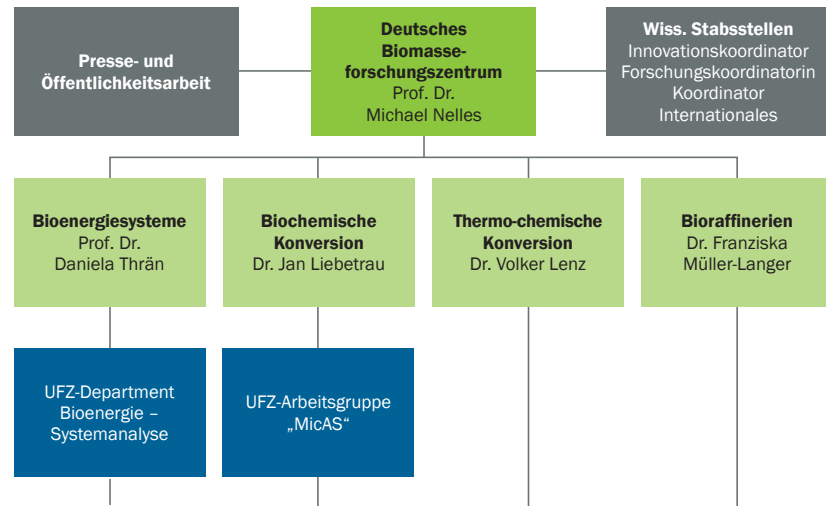 Presse- und
Öffentlichkeitsarbeit
Deutsches
Biomasse-
forschungszentrum
Prof. Dr.
Michael Nelles
Wiss. Stabsstellen
Innovationskoordinator
Forschungskoordinatorin
Koordinator
Internationales
Bioenergiesysteme
Prof. Dr.
Daniela Thrän
Biochemische
Konversion
Dr. Jan Liebetrau
Thermo-chemische
Konversion
Dr. Volker Lenz
Bioraffinerien
Dr. Franziska
Müller-Langer
UFZ-Department
Bioenergie –
Systemanalyse
UFZ-Arbeitsgruppe
„MicAS“